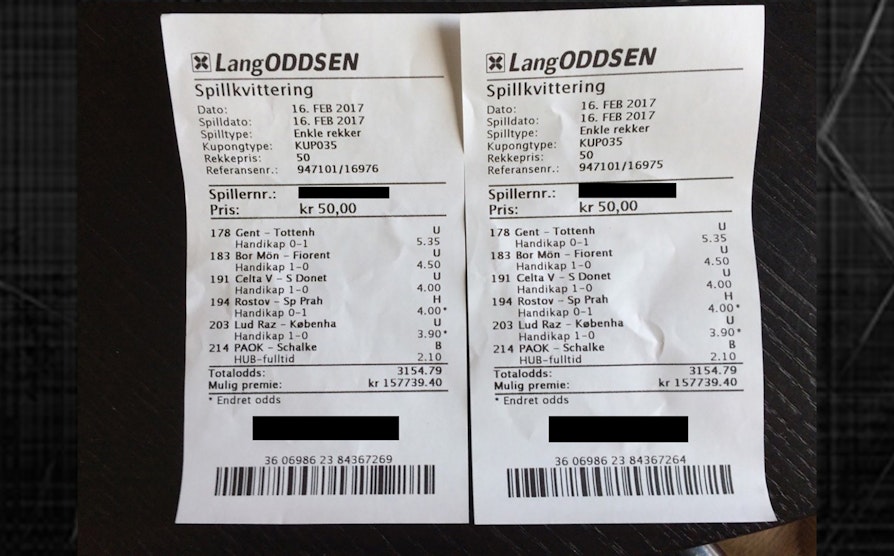 LangODDSEN
Spillkvittering
Dato: 16. FEB 2017
Spilldato: 16. FEB 2017
Spilltype: Enkle rekker
Kupongtype: KUP035
Rekkepris: 50
Referansenr.: 947101/16976
Spillernr.:
Pris: kr 50,00
178 Gent - Tottenh U
Handikap 0-1 5.35
183 Bor Mön - Fiorent U
Handikap 1-0 4.50
191 Celta V - S Donet U
Handikap 1-0 4.00
194 Rostov - Sp Prah H
Handikap 0-1 4.00*
203 Lud Raz - Københa U
Handikap 1-0 3.90*
214 PAOK - Schalke B
HUB-fulltid 2.10
Totalodds: 3154.79
Mulig premie: kr 157739.40
* Endret odds
36 06986 23 84367269
LangODDSEN
Spillkvittering
Dato: 16. FEB 2017
Spilldato: 16. FEB 2017
Spilltype: Enkle rekker
Kupongtype: KUP035
Rekkepris: 50
Referansenr.: 947101/16975
Spillernr.:
Pris: kr 50,00
178 Gent - Tottenh U
Handikap 0-1 5.35
183 Bor Mön - Fiorent U
Handikap 1-0 4.50
191 Celta V - S Donet U
Handikap 1-0 4.00
194 Rostov - Sp Prah H
Handikap 0-1 4.00*
203 Lud Raz - Københa U
Handikap 1-0 3.90*
214 PAOK - Schalke B
HUB-fulltid 2.10
Totalodds: 3154.79
Mulig premie: kr 157739.40
* Endret odds
36 06986 23 84367264